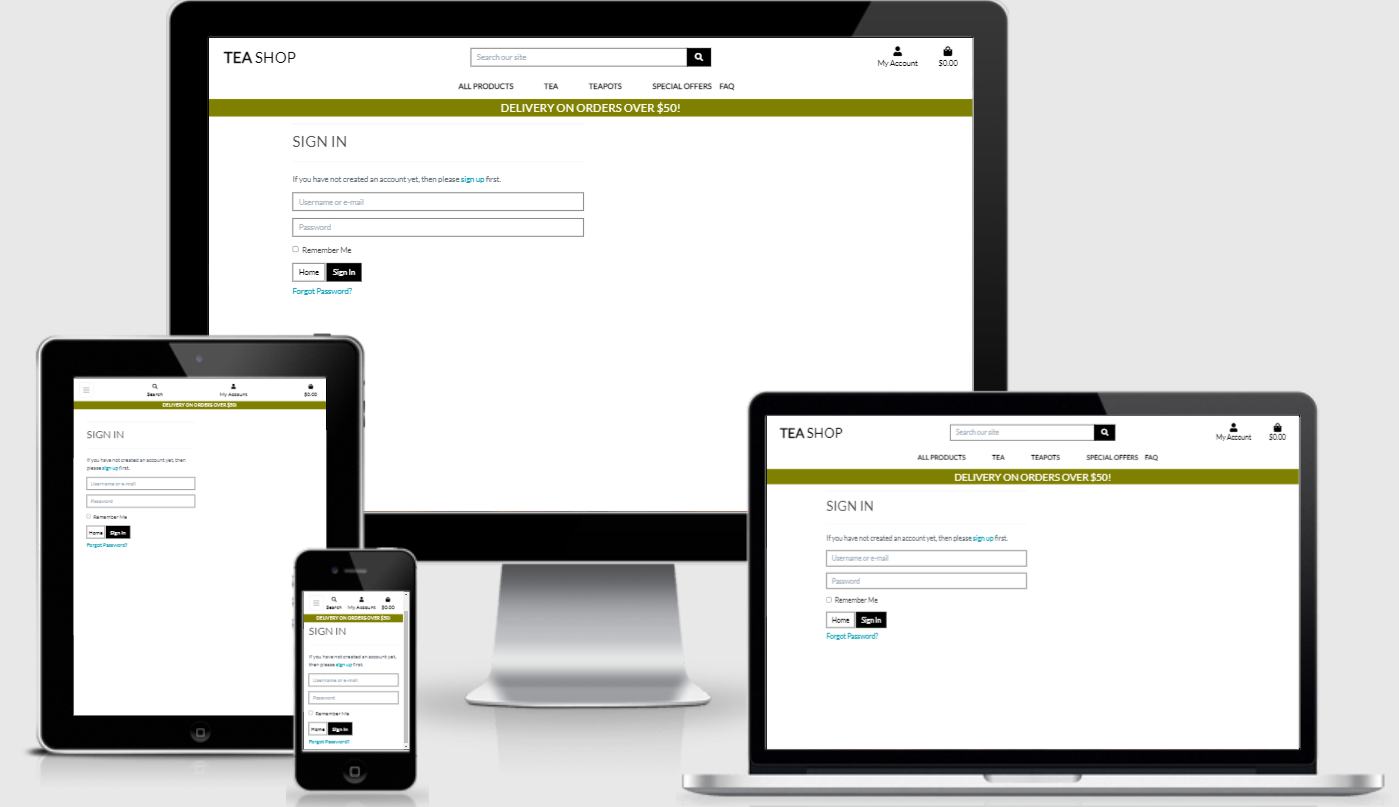 TEA SHOP
Search our site
My Account
$0.00
ALL PRODUCTS TEA TEAPOTS SPECIAL OFFERS FAQ
DELIVERY ON ORDERS OVER $50!
SIGN IN
If you have not created an account yet, then please sign up first.
Username or e-mail
Password
Remember Me
Home Sign In
Forgot Password?
Search
My Account
$0.00
DELIVERY ON ORDERS OVER $50!
SIGN IN
If you have not created an account yet, then
please sign up first.
Username or e-mail
Password
Remember Me
Home Sign In
Forgot Password?
Search My Account $0.00
DELIVERY ON ORDERS OVER $50!
SIGN IN
If you have not created an account yet,
then please sign up first.
Username or e-mail
Password
Remember Me
Home Sign In
Forgot Password?
TEA SHOP
Search our site
My Account
$0.00
ALL PRODUCTS TEA TEAPOTS SPECIAL OFFERS FAQ
DELIVERY ON ORDERS OVER $50!
SIGN IN
If you have not created an account yet, then please sign up first.
Username or e-mail
Password
Remember Me
Home Sign In
Forgot Password?